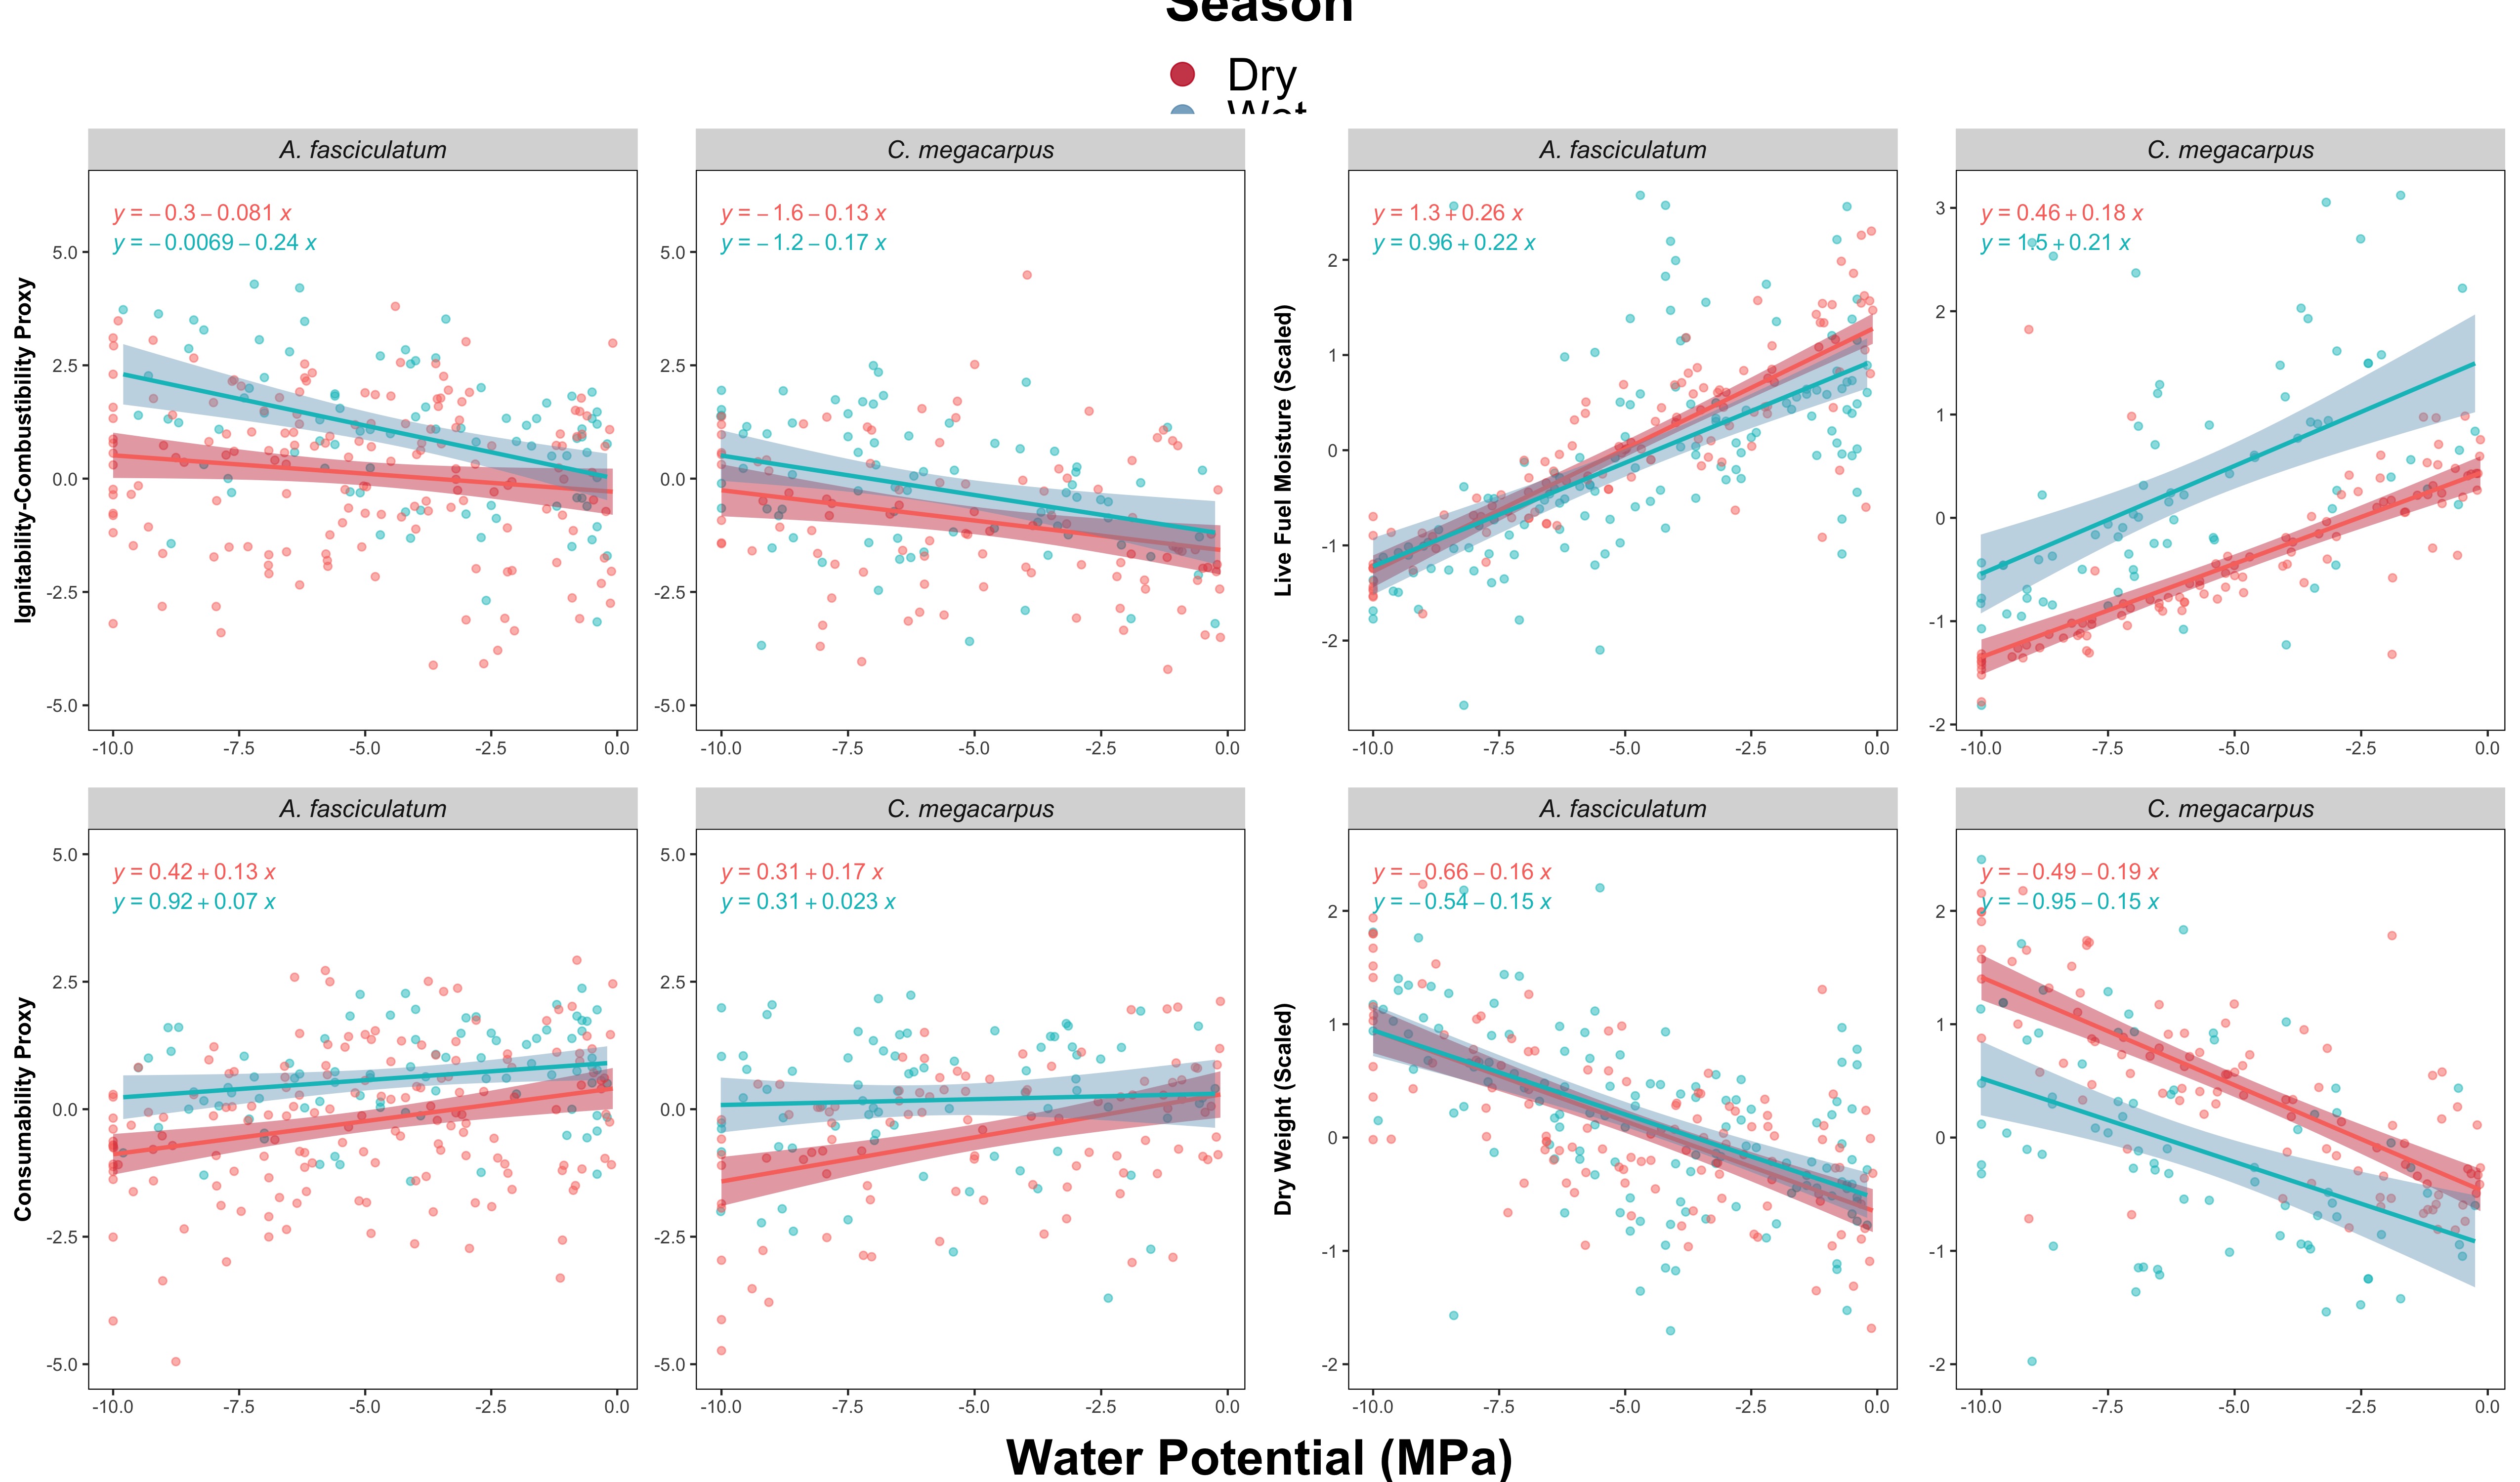 Season
Dry
Wet
A. fasciculatum
C. megacarpus
A. fasciculatum
C. megacarpus
Ignitability-Combustibility Proxy
y = – 0.3 – 0.081 x
y = – 0.0069 – 0.24 x
5.0
2.5
0.0
-2.5
-5.0
-10.0 -7.5 -5.0 -2.5 0.0
y = – 1.6 – 0.13 x
y = – 1.2 – 0.17 x
5.0
2.5
0.0
-2.5
-5.0
-10.0 -7.5 -5.0 -2.5 0.0
Live Fuel Moisture (Scaled)
y = 1.3 + 0.26 x
y = 0.96 + 0.22 x
2
1
0
-1
-2
-10.0 -7.5 -5.0 -2.5 0.0
y = 0.46 + 0.18 x
y = 1.5 + 0.21 x
3
2
1
0
-1
-2
-10.0 -7.5 -5.0 -2.5 0.0
A. fasciculatum
C. megacarpus
A. fasciculatum
C. megacarpus
Consumability Proxy
y = 0.42 + 0.13 x
y = 0.92 + 0.07 x
5.0
2.5
0.0
-2.5
-5.0
-10.0 -7.5 -5.0 -2.5 0.0
y = 0.31 + 0.17 x
y = 0.31 + 0.023 x
5.0
2.5
0.0
-2.5
-5.0
-10.0 -7.5 -5.0 -2.5 0.0
Dry Weight (Scaled)
y = – 0.66 – 0.16 x
y = – 0.54 – 0.15 x
2
1
0
-1
-2
-10.0 -7.5 -5.0 -2.5 0.0
y = – 0.49 – 0.19 x
y = – 0.95 – 0.15 x
2
1
0
-1
-2
-10.0 -7.5 -5.0 -2.5 0.0
Water Potential (MPa)